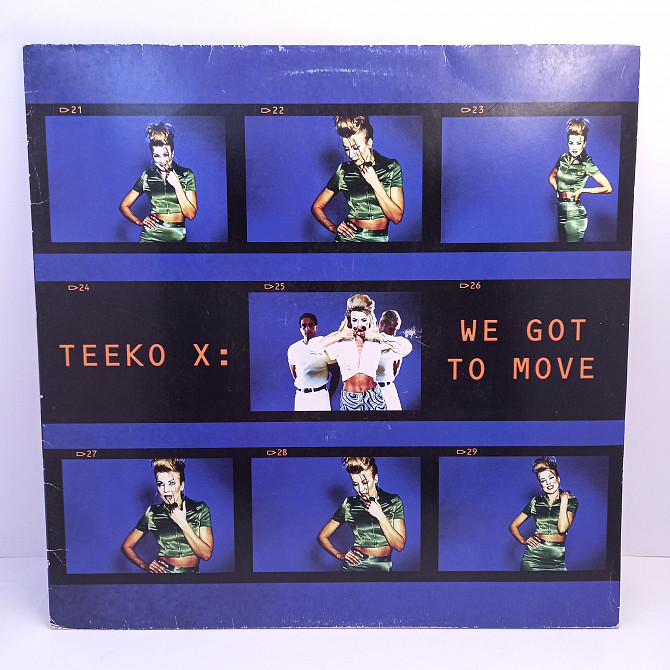 ▷21 ▷22 ▷23
▷24 ▷25 ▷26
TEEKO X:
WE GOT
TO MOVE
▷27 ▷28 ▷29